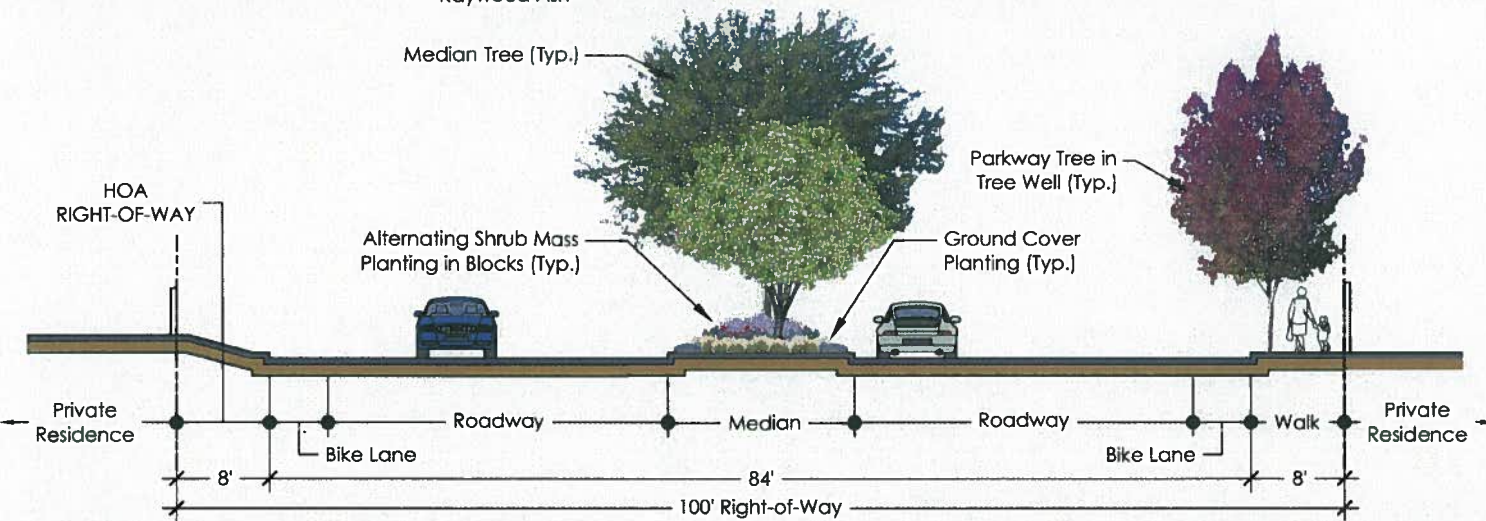 Raywood Ash
Median Tree (Typ.)
Parkway Tree in
Tree Well (Typ.)
HOA
RIGHT-OF-WAY
Alternating Shrub Mass
Planting in Blocks (Typ.)
Ground Cover
Planting (Typ.)
Private
Residence
Roadway
Median
Roadway
Walk
Private
Residence
Bike Lane
Bike Lane
8'
84'
8'
100' Right-of-Way